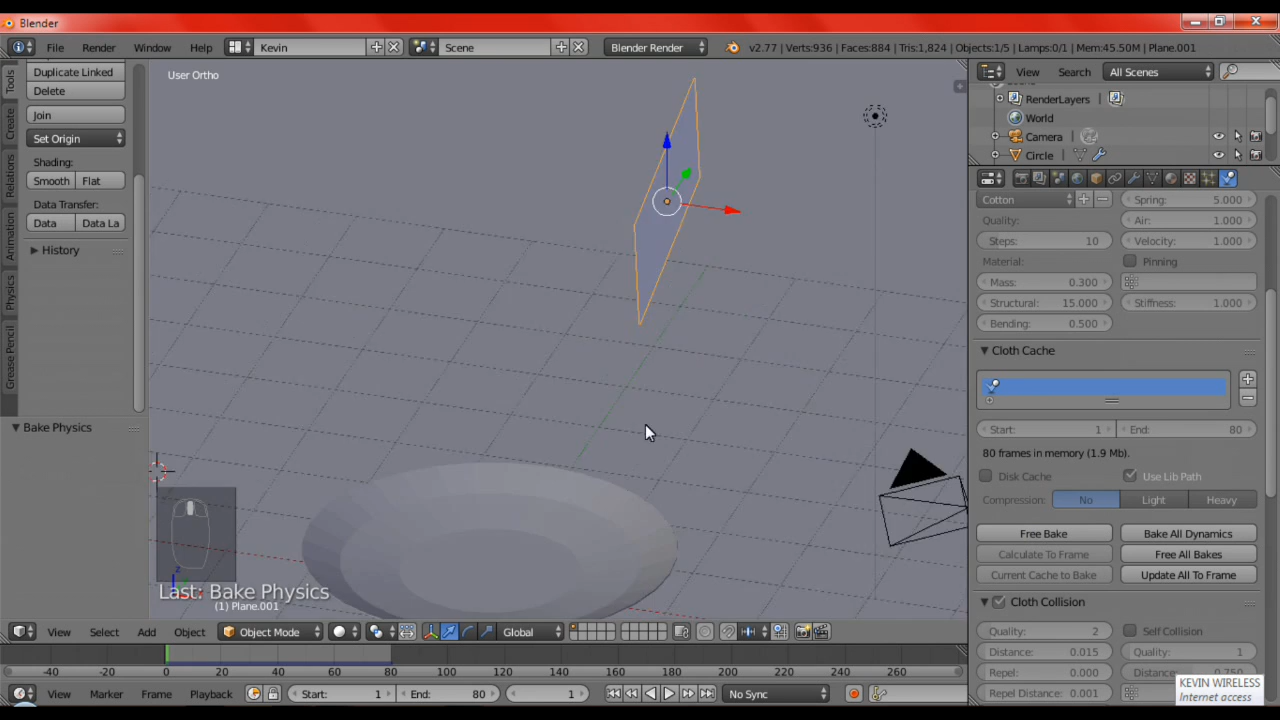 Blender
File Render Window Help Kevin Scene Blender Render v2.77 | Verts:936 | Faces:884 | Tris:1,824 | Objects:1/5 | Lamps:0/1 | Mem:45.50M | Plane.001
Tools
Create
Relations
Animation
Physics
Grease Pencil
Duplicate Linked
Delete
Join
Set Origin
Shading:
Smooth Flat
Data Transfer:
Data Data La
History
Bake Physics
User Ortho
z
Last: Bake Physics
(1) Plane.001
View Select Add Object Object Mode Global
-40 -20 0 20 40 60 80 100 120 140 160 180 200 220 240 260
View Marker Frame Playback Start: 1 End: 80 1 No Sync
View Search All Scenes
RenderLayers
World
Camera
Circle
Cotton Spring: 5.000
Quality: Air: 1.000
Steps: 10 Velocity: 1.000
Material: Pinning
Mass: 0.300
Structural: 15.000 Stiffness: 1.000
Bending: 0.500
Cloth Cache
Start: 1 End: 80
80 frames in memory (1.9 Mb).
Disk Cache Use Lib Path
Compression: No Light Heavy
Free Bake Bake All Dynamics
Calculate To Frame Free All Bakes
Current Cache to Bake Update All To Frame
Cloth Collision
Quality: 2 Self Collision
Distance: 0.015 Quality: 1
Repel: 0.000 Distance: 0.750
Repel Distance: 0.001
KEVIN WIRELESS
Internet access